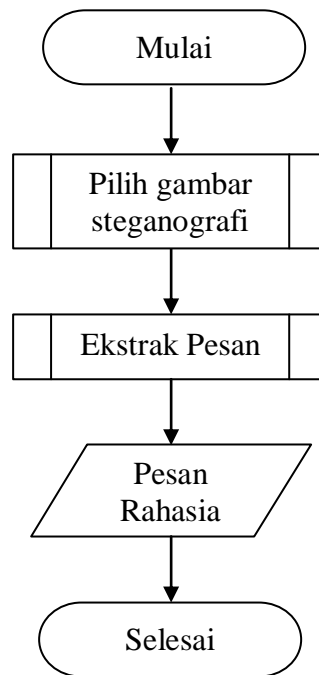 Mulai
Pilih gambar
steganografi
Ekstrak Pesan
Pesan
Rahasia
Selesai